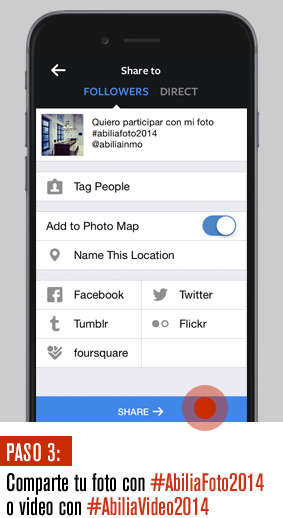 Share to
FOLLOWERS DIRECT
Quiero participar con mi foto
#abiliafoto2014
@abiliainmo
Tag People
Add to Photo Map
Name This Location
Facebook Twitter
Tumblr Flickr
foursquare
SHARE →
PASO 3:
Comparte tu foto con #AbiliaFoto2014
o video con #AbiliaVideo2014